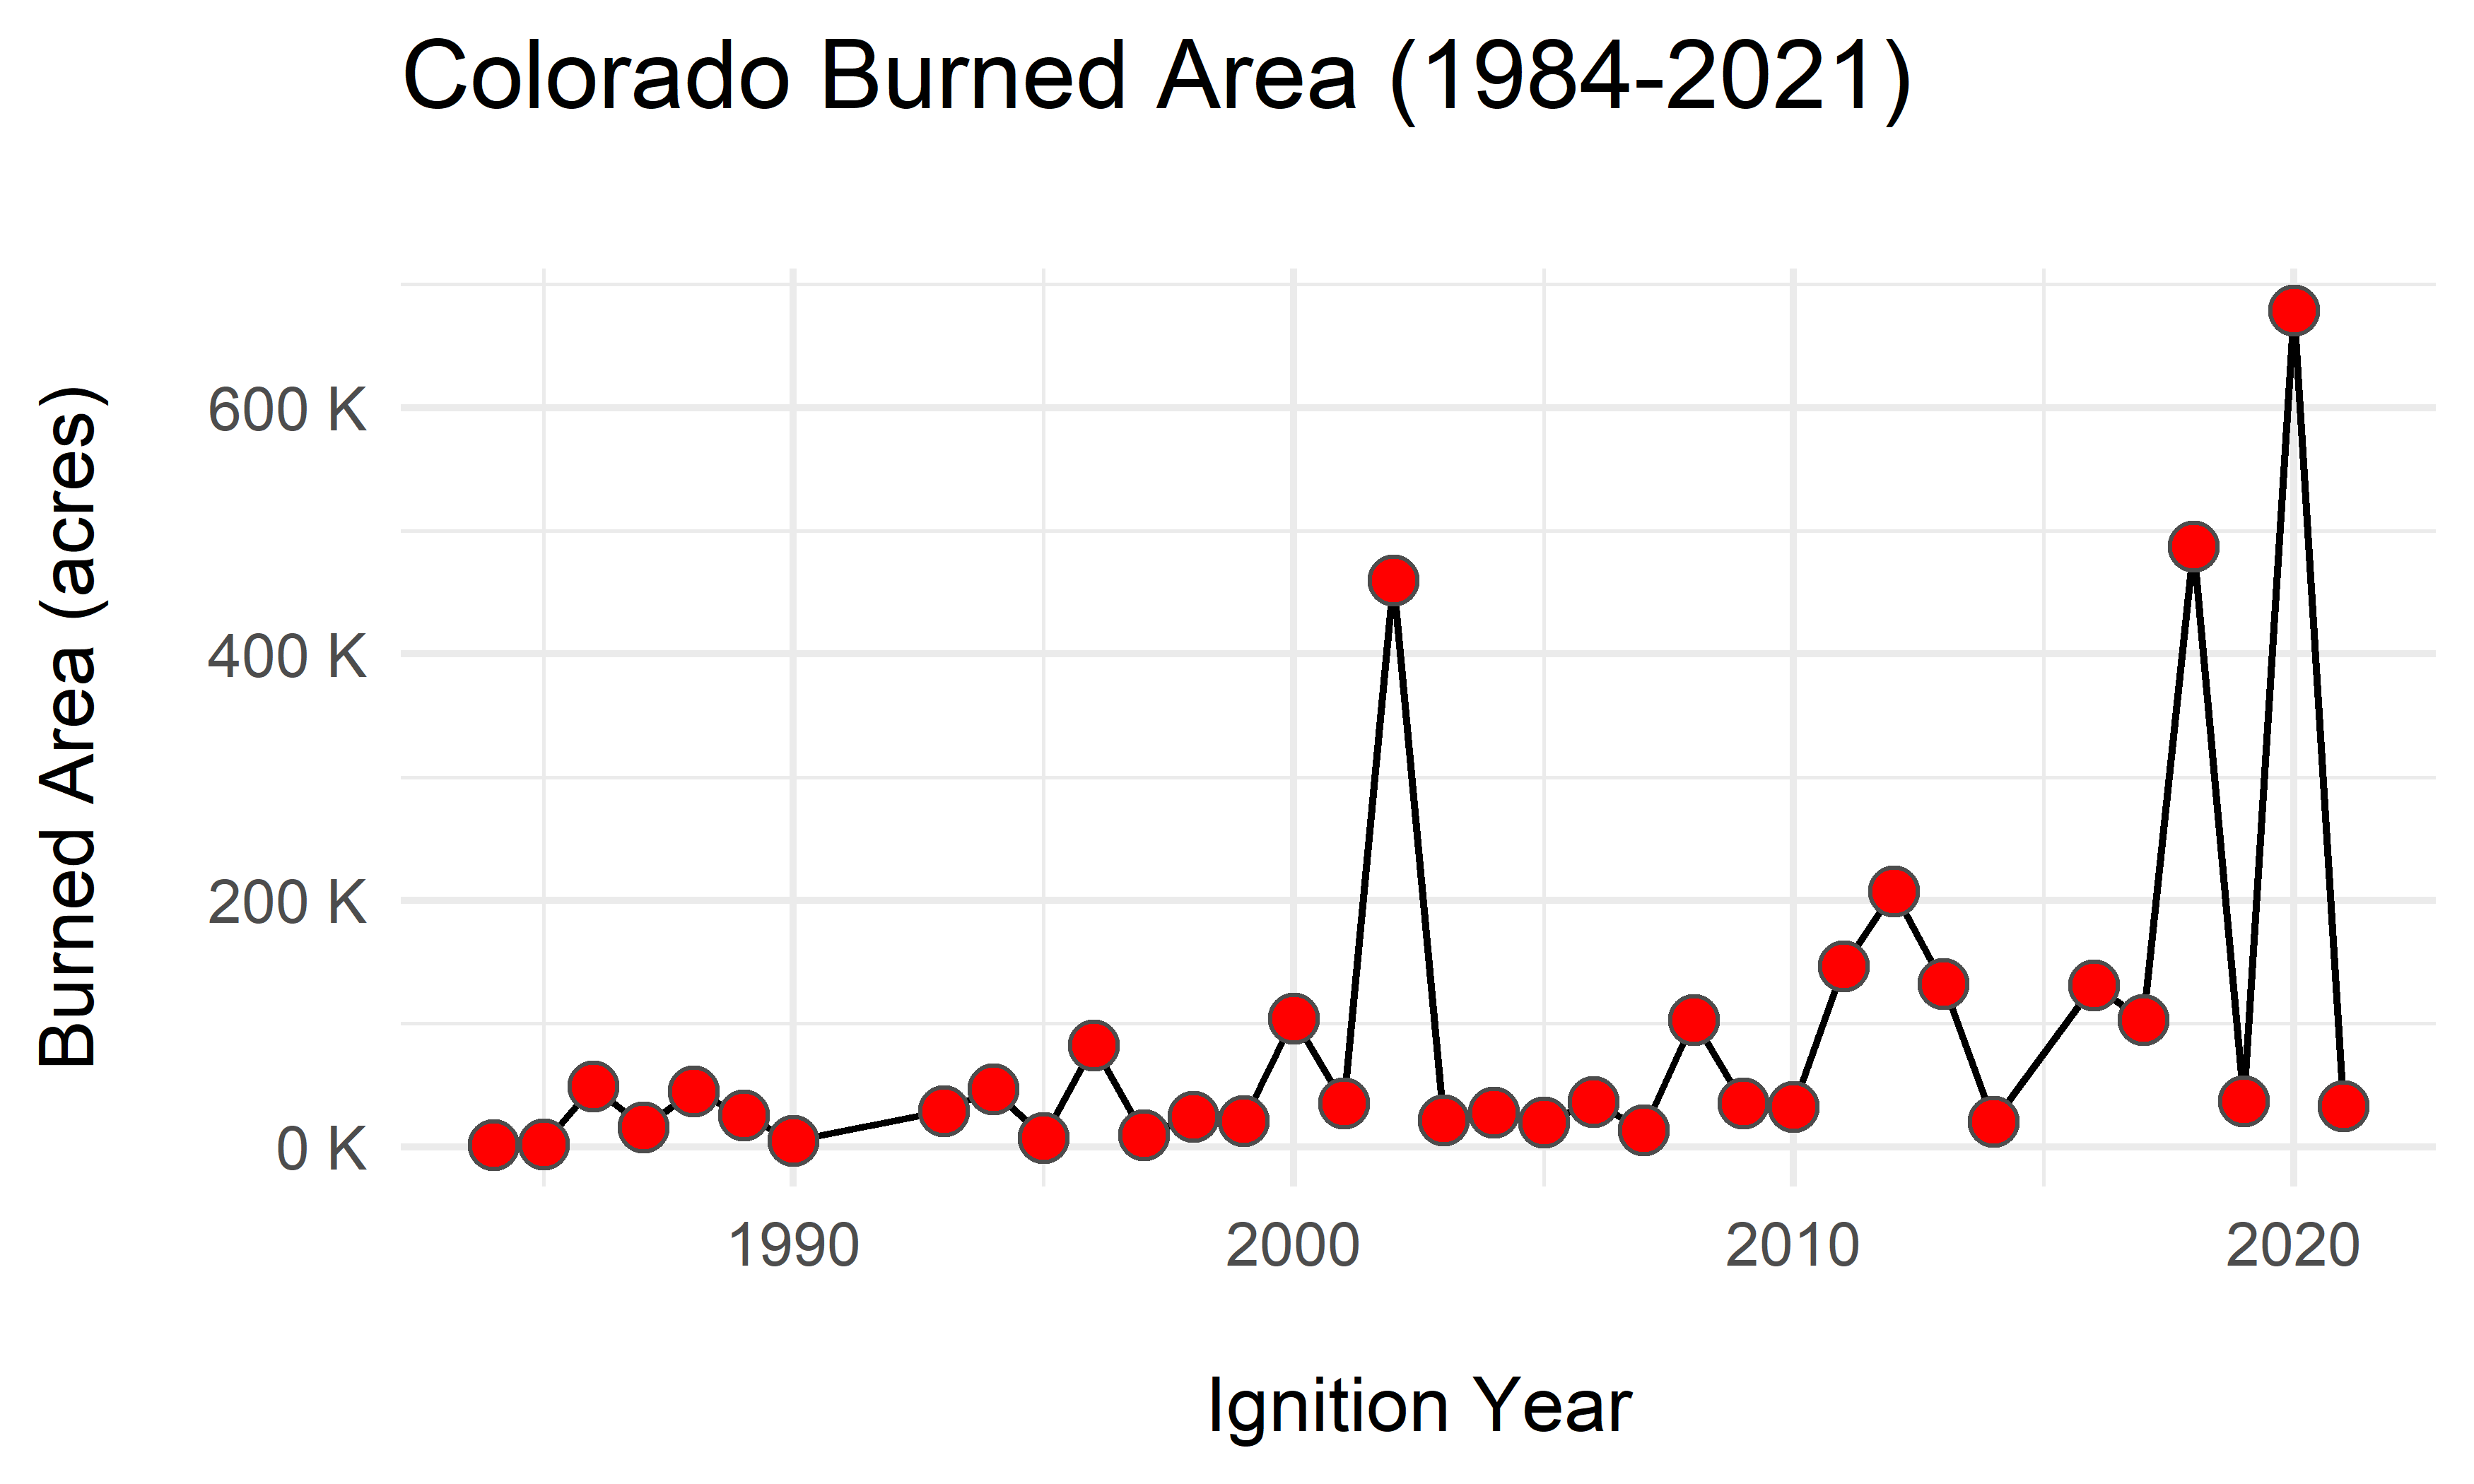 Colorado Burned Area (1984-2021)
Burned Area (acres)
600 K
400 K
200 K
0 K
1990
2000
2010
2020
Ignition Year